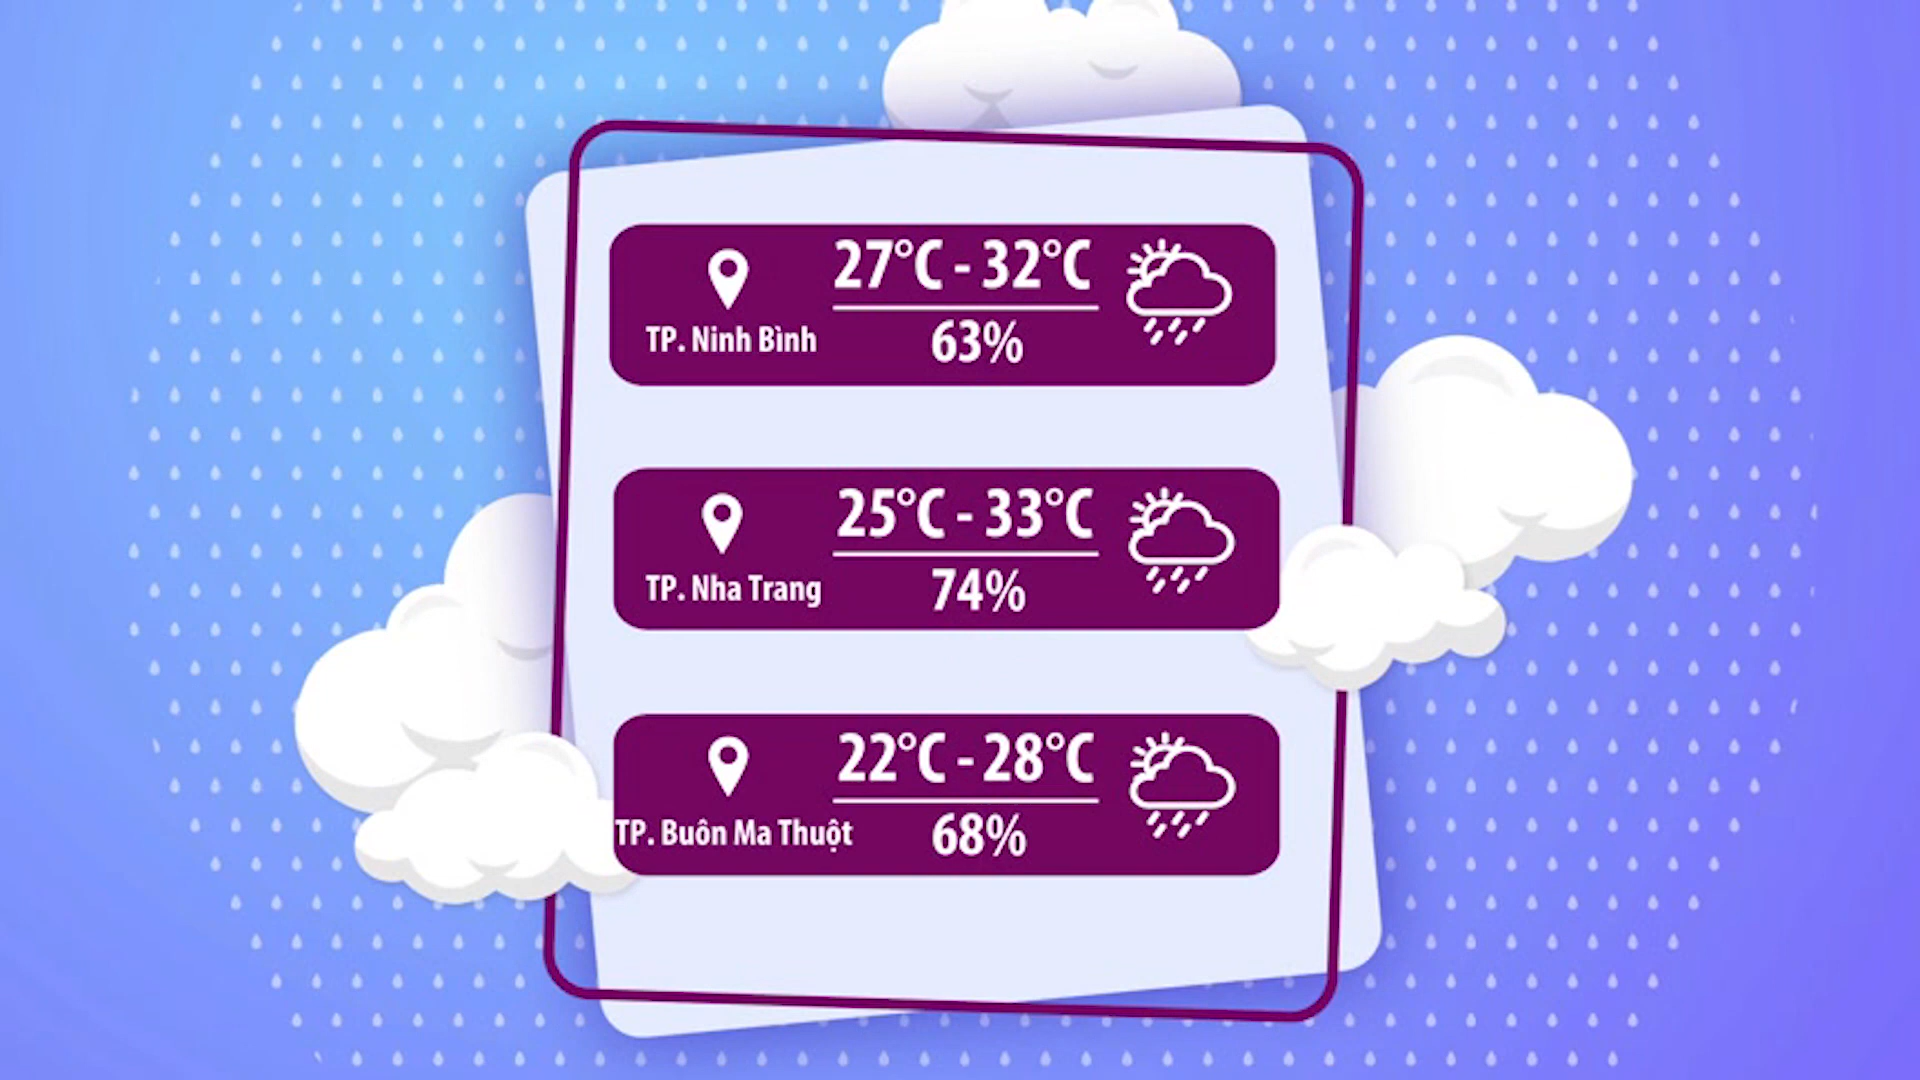 27°C - 32°C
TP. Ninh Bình
63%
25°C - 33°C
TP. Nha Trang
74%
22°C - 28°C
TP. Buôn Ma Thuột
68%